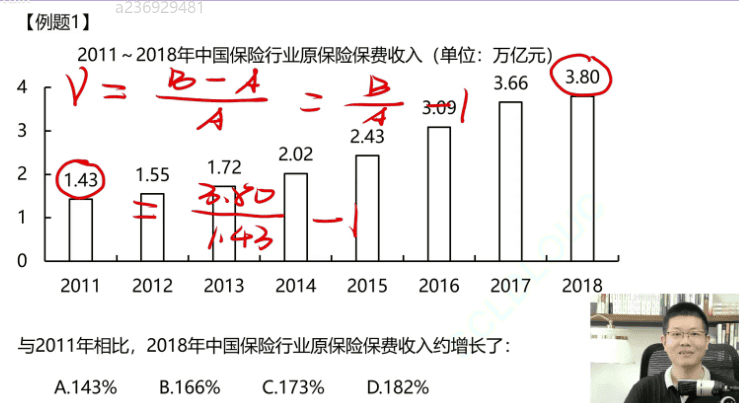 a236929481
【例题1】
2011～2018年中国保险行业原保险保费收入（单位：万亿元）
r = B-A/A = B/A -1
= 3.80/1.43 -1
4
3
2
1
0
1.43 1.55 1.72 2.02 2.43 3.09 3.66 3.80
2011 2012 2013 2014 2015 2016 2017 2018
与2011年相比，2018年中国保险行业原保险保费收入约增长了：
A.143% B.166% C.173% D.182%